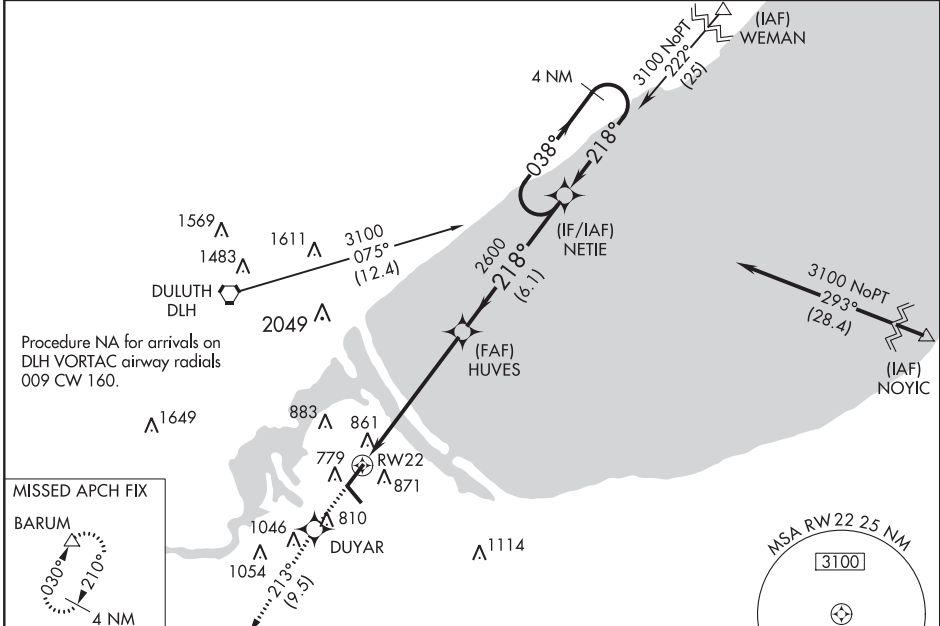 (IAF)
WEMAN
3100 NoPT
222°
(25)
4 NM
038°
218°
(IF/IAF)
NETIE
1569
1483
1611
3100
075°
(12.4)
DULUTH
DLH
2600
218°
(6.1)
2049
3100 NoPT
293°
(28.4)
(IAF)
NOYIC
Procedure NA for arrivals on
DLH VORTAC airway radials
009 CW 160.
(FAF)
HUVES
1649
883
861
779
RW22
871
MISSED APCH FIX
BARUM
030°
210°
4 NM
1046
810
DUYAR
1054
213°
(9.5)
1114
MSA RW 22 25 NM
3100